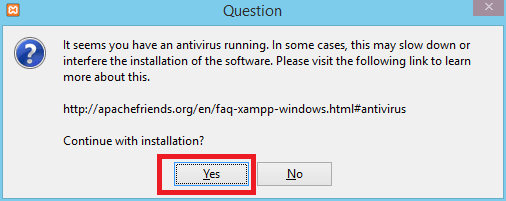 Question
It seems you have an antivirus running. In some cases, this may slow down or
interfere the installation of the software. Please visit the following link to learn
more about this.
http://apachefriends.org/en/faq-xampp-windows.html#antivirus
Continue with installation?
Yes No